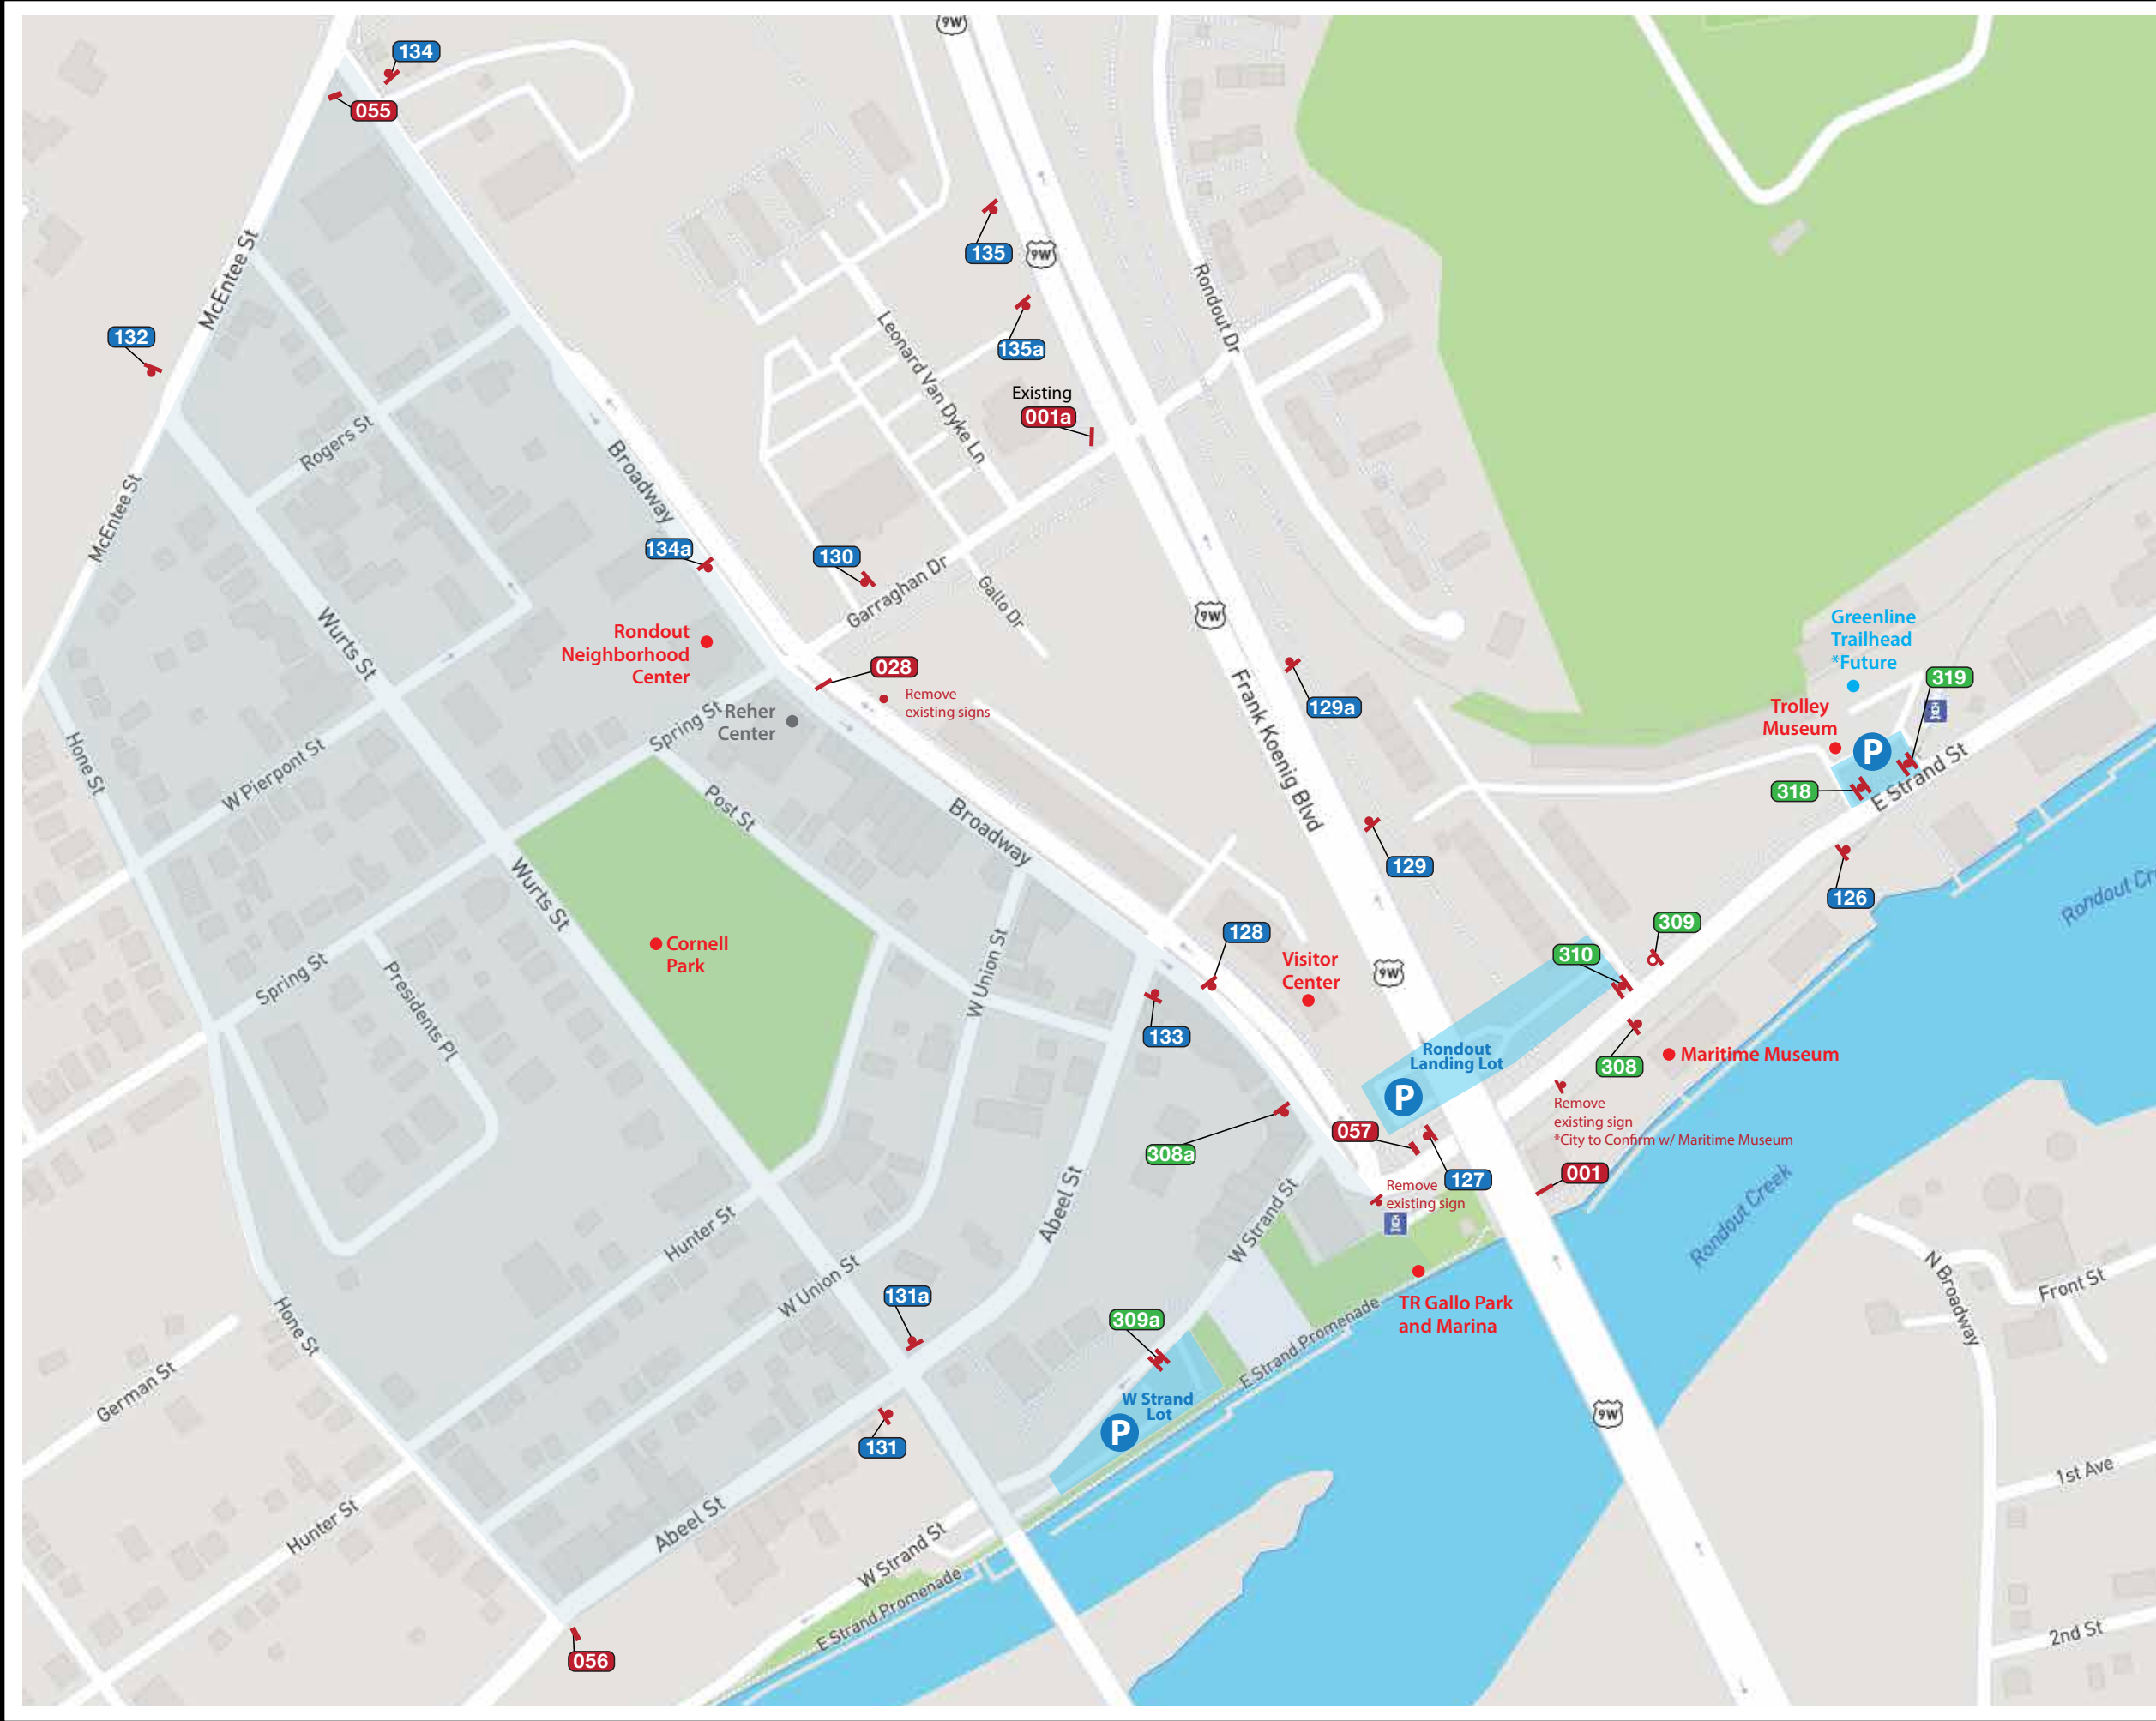 9W
134
055
McEntee St
135
9W
132
135a
Rondout Dr
Leonard Van Dyke Ln
Existing
001a
Rogers St
Broadway
McEntee St
134a
130
Garraghan Dr
Gallo Dr
9W
Wurts St
Rondout
Neighborhood
Center
028
Remove
existing signs
129a
Greenline
Trailhead
*Future
319
Trolley
Museum
P
318
E Strand St
Spring St
Reher
Center
Frank Koenig Blvd
Hone St
W Pierpont St
Post St
Broadway
129
126
Rondout Cr
Wurts St
Cornell
Park
128
Visitor
Center
309
310
9W
Spring St
Presidents Pl
W Union St
133
Rondout
Landing Lot
P
308
Maritime Museum
Remove
existing sign
*City to Confirm w/ Maritime Museum
057
308a
127
001
Remove
existing sign
Abeel St
W Strand St
Hunter St
Rondout Creek
W Union St
131a
309a
TR Gallo Park
and Marina
E Strand Promenade
N Broadway
Front St
Hone St
German St
W Strand
Lot
P
131
9W
1st Ave
Hunter St
Abeel St
W Strand St
E Strand Promenade
056
2nd St